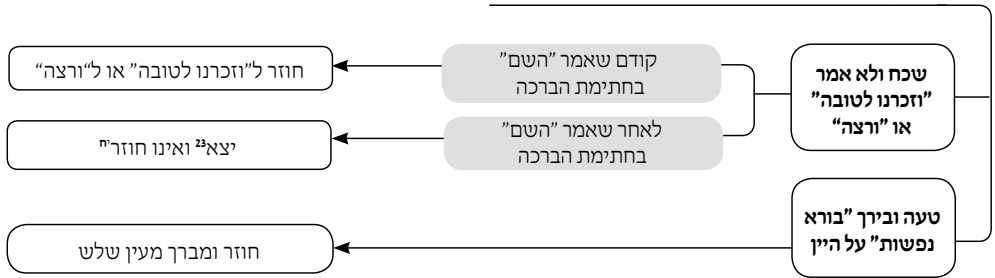 שכח ולא אמר
"וזכרנו לטובה"
או "ורצה"
קודם שאמר "השם"
בחתימת הברכה
חוזר ל"וזכרנו לטובה" או ל"ורצה"
לאחר שאמר "השם"
בחתימת הברכה
יצא23 ואינו חוזריח
טעה ובירך "בורא
נפשות" על היין
חוזר ומברך מעין שלש